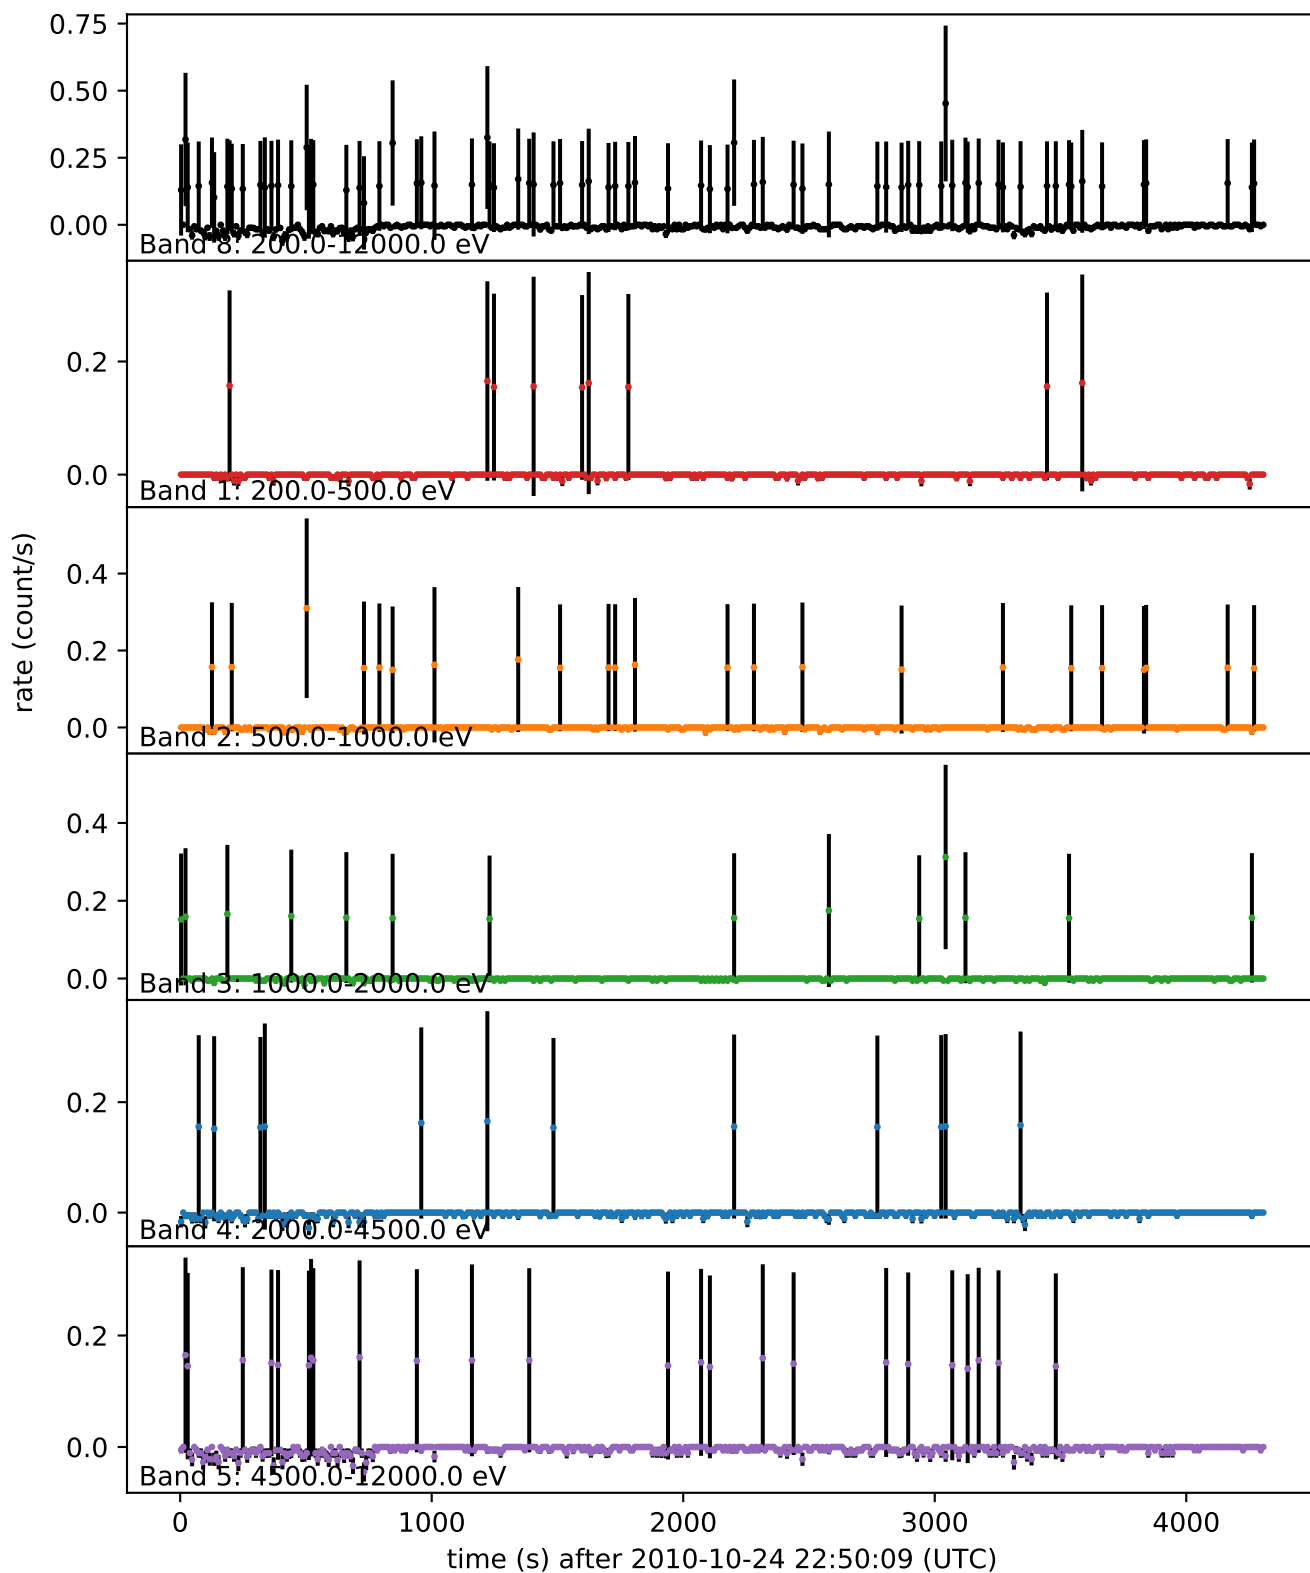 0.75
0.50
0.25
0.00
Band 8: 200.0-12000.0 eV
0.2
0.0
Band 1: 200.0-500.0 eV
0.4
0.2
0.0
Band 2: 500.0-1000.0 eV
rate (count/s)
0.4
0.2
0.0
Band 3: 1000.0-2000.0 eV
0.2
0.0
Band 4: 2000.0-4500.0 eV
0.2
0.0
Band 5: 4500.0-12000.0 eV
0 1000 2000 3000 4000
time (s) after 2010-10-24 22:50:09 (UTC)